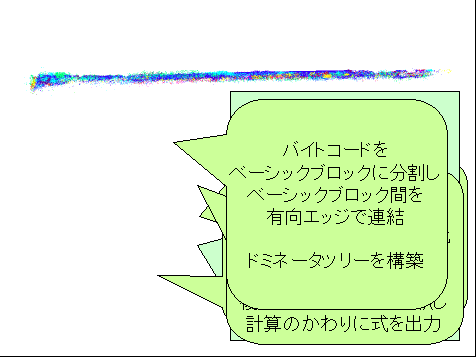 バイトコードを
ベーシックブロックに分割し
ベーシックブロック間を
有向エッジで連結
ドミネータツリーを構築
計算のかわりに式を出力